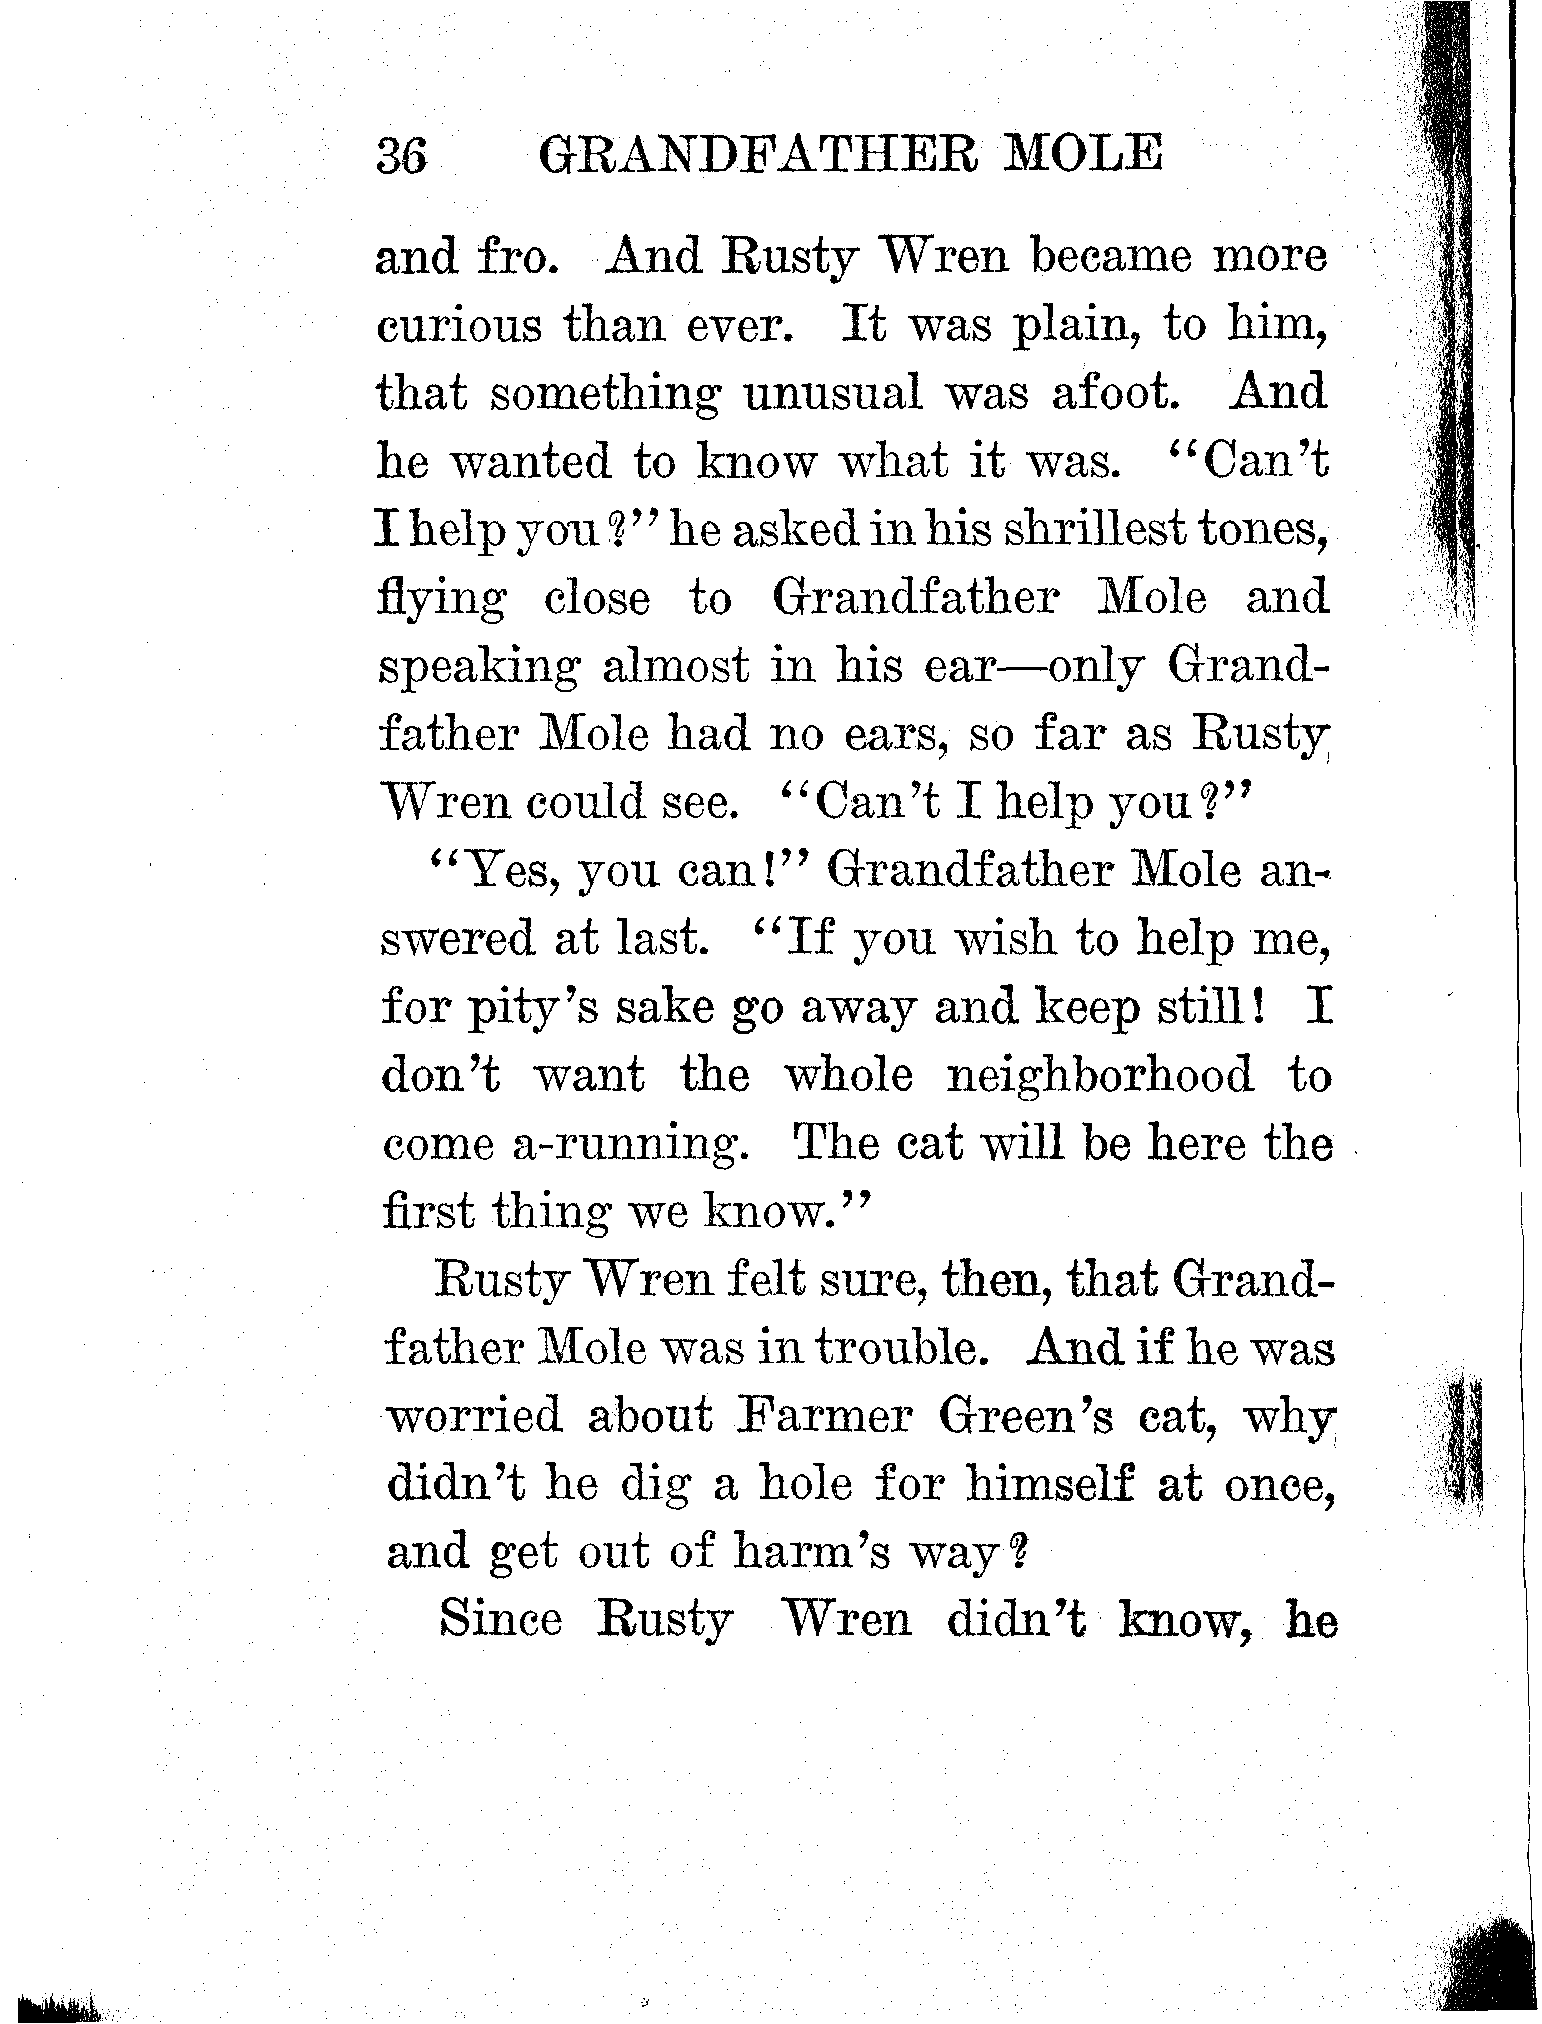 36 GRANDFATHER MOLE
and fro. And Rusty Wren became more
curious than ever. It was plain, to him,
that something unusual was afoot. And
he wanted to know what it was. "Can't
I help you?" he asked in his shrillest tones,
flying close to Grandfather Mole and
speaking almost in his ear—only Grand-
father Mole had no ears, so far as Rusty
Wren could see. "Can't I help you?"
"Yes, you can!" Grandfather Mole an-
swered at last. "If you wish to help me,
for pity's sake go away and keep still! I
don't want the whole neighborhood to
come a-running. The cat will be here the
first thing we know."
Rusty Wren felt sure, then, that Grand-
father Mole was in trouble. And if he was
worried about Farmer Green's cat, why
didn't he dig a hole for himself at once,
and get out of harm's way?
Since Rusty Wren didn't know, he